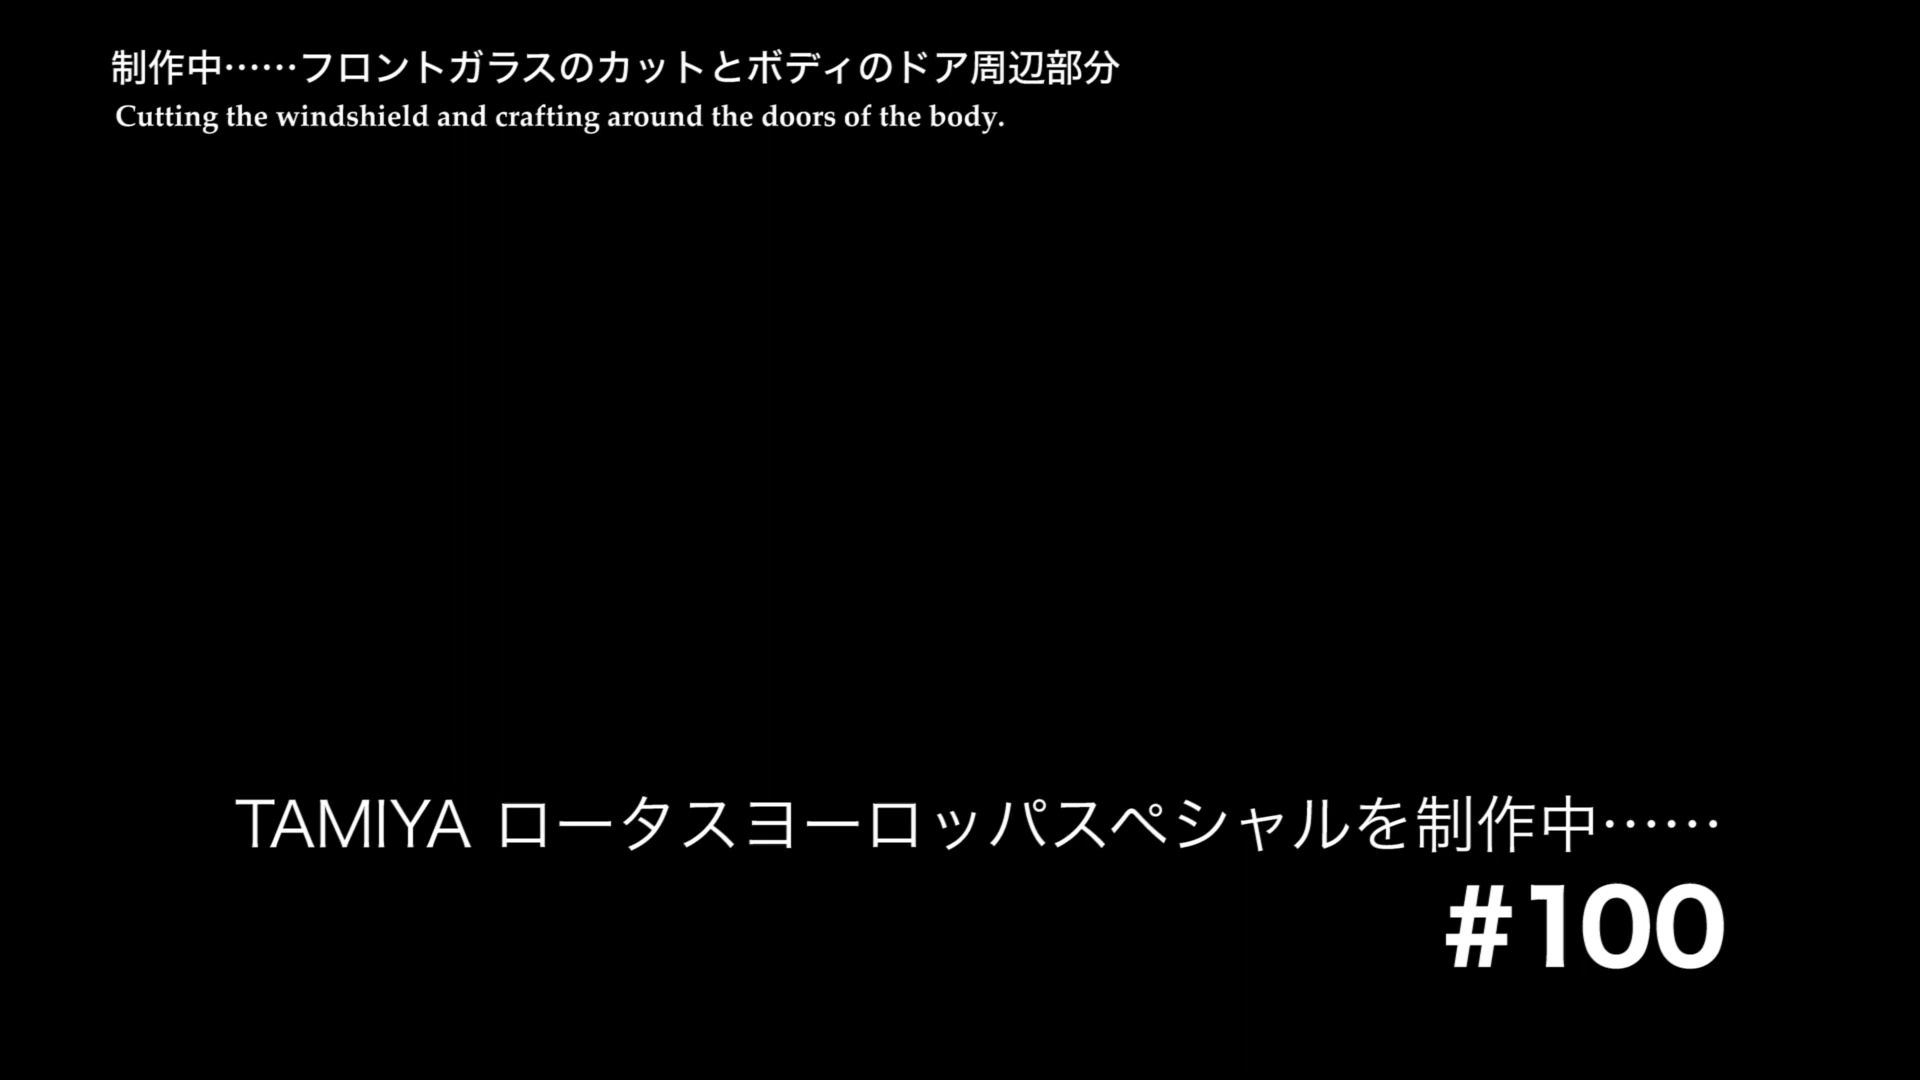 制作中……フロントガラスのカットとボディのドア周辺部分
Cutting the windshield and crafting around the doors of the body.
TAMIYA ロータスヨーロッパスペシャルを制作中……
#100